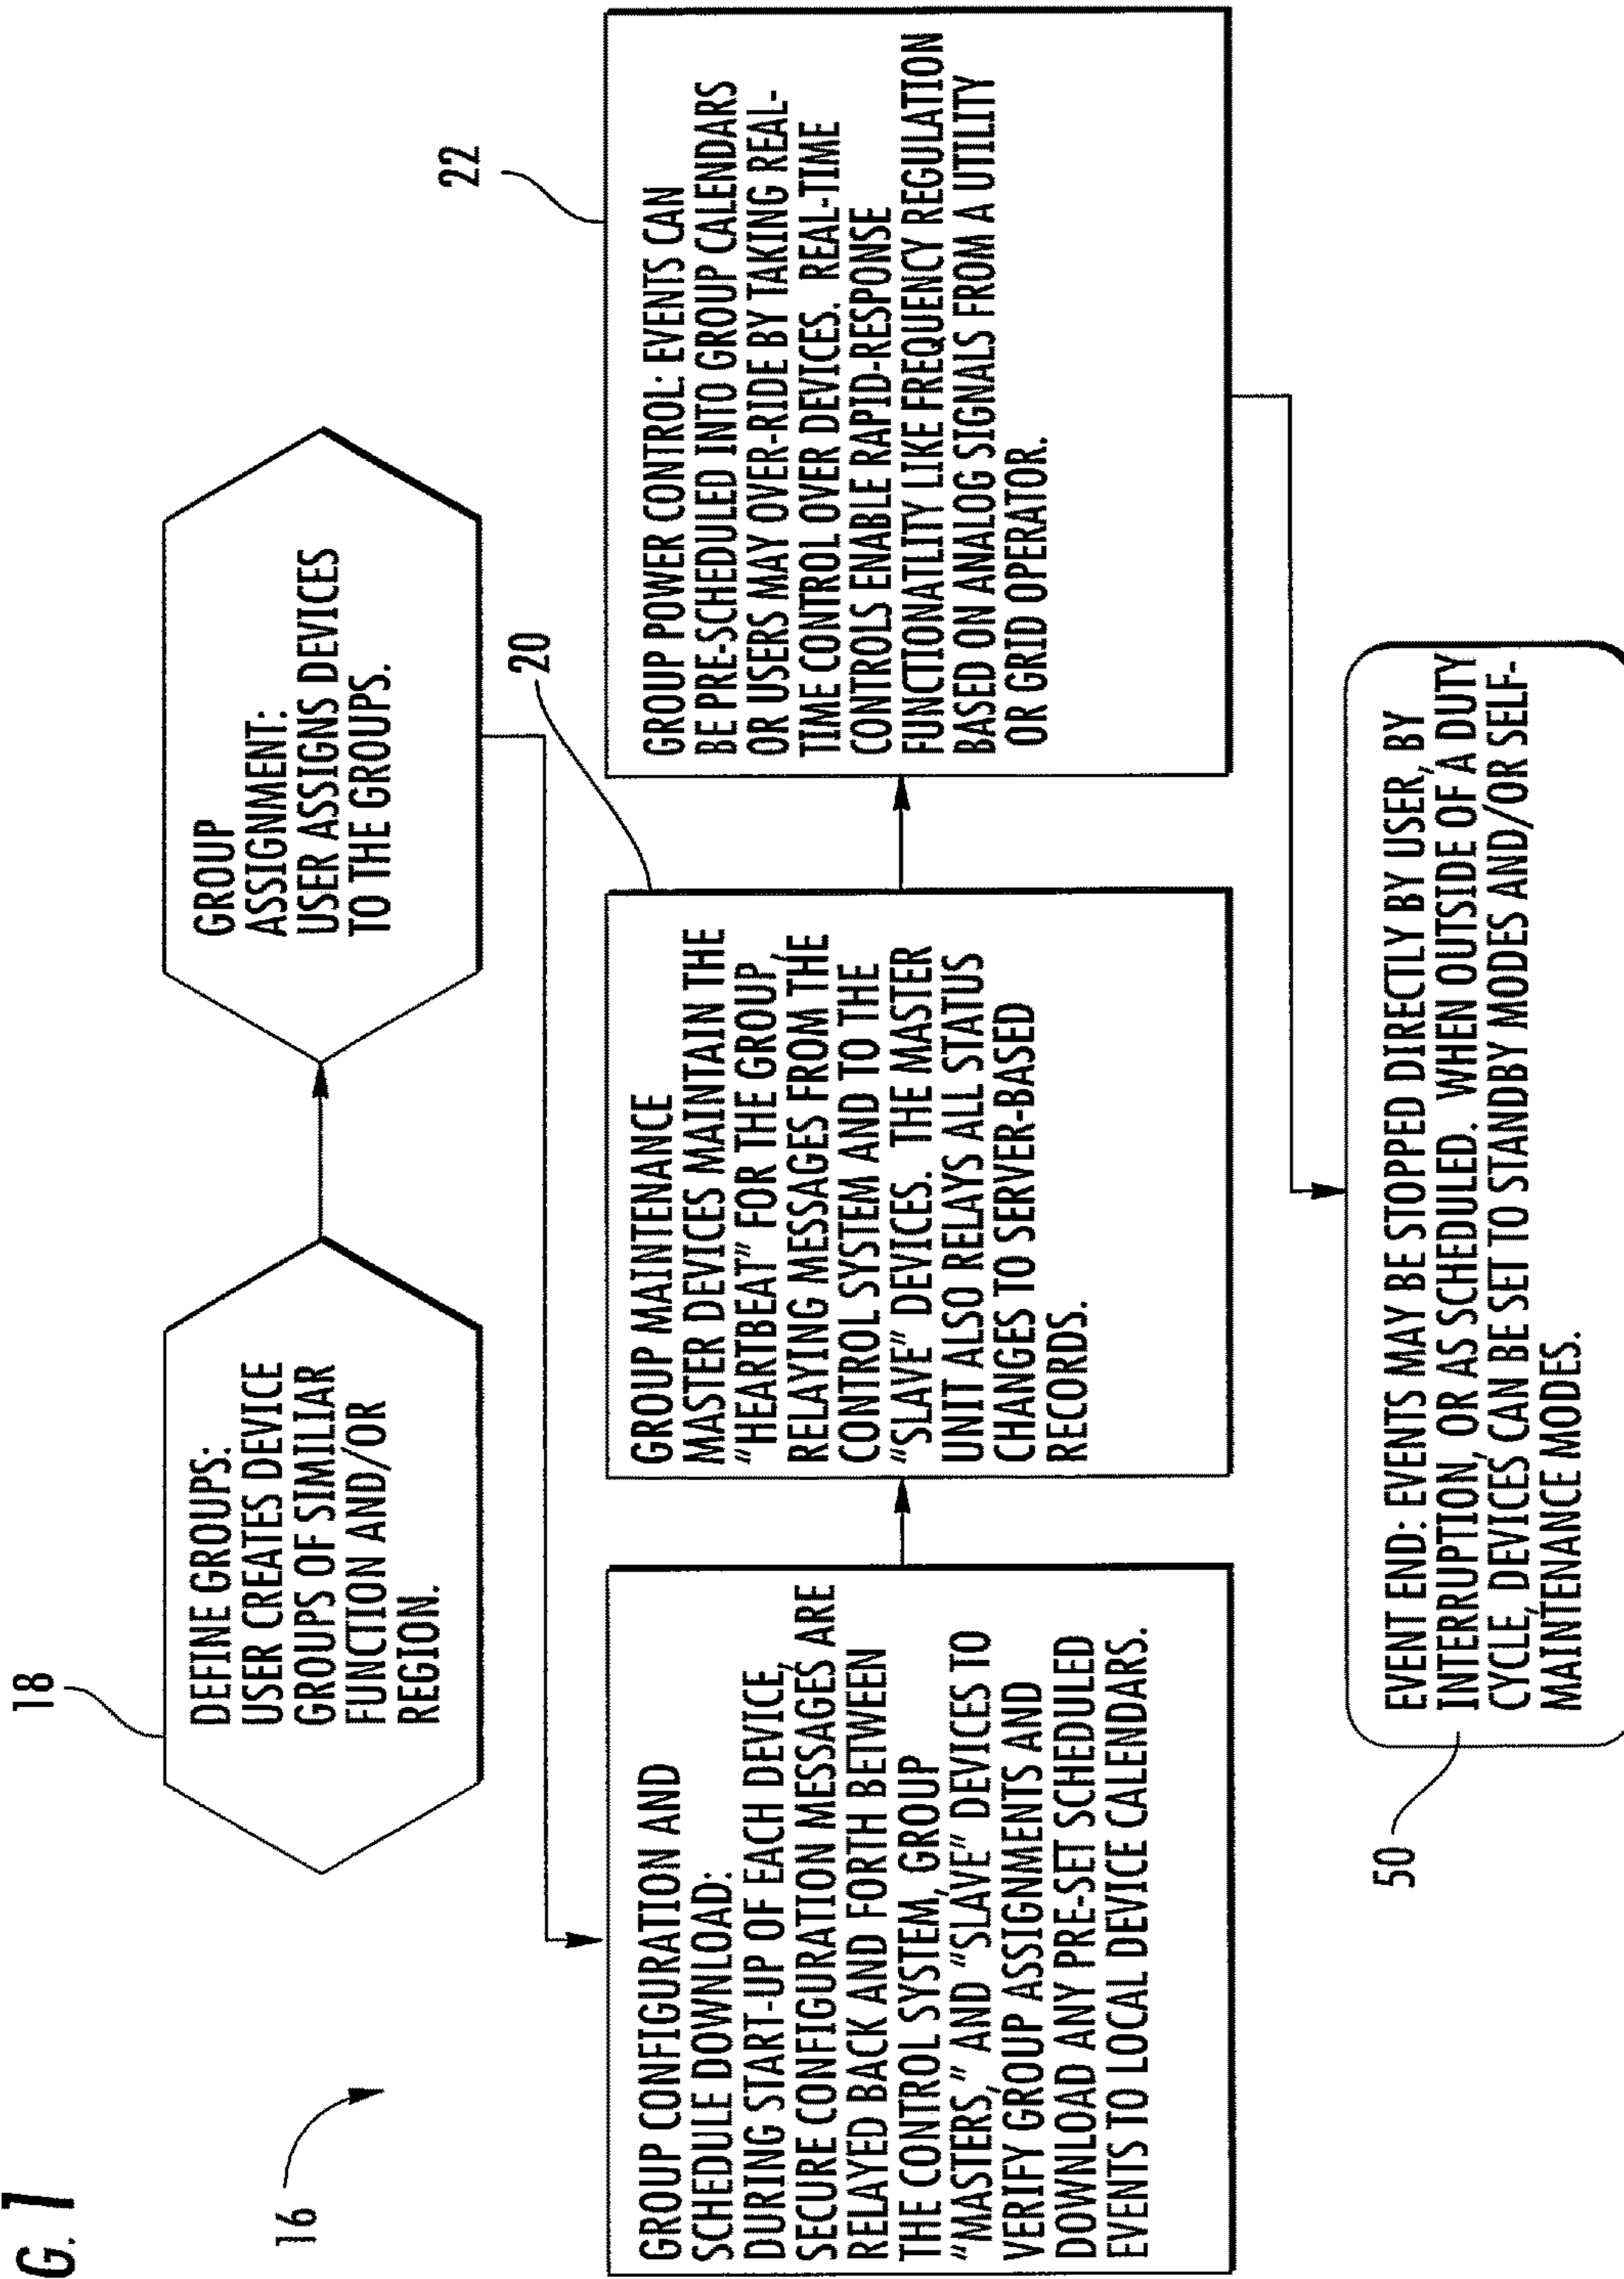 G. 1
16
18
DEFINE GROUPS:
USER CREATES DEVICE
GROUPS OF SIMILIAR
FUNCTION AND/OR
REGION.
GROUP
ASSIGNMENT:
USER ASSIGNS DEVICES
TO THE GROUPS.
GROUP CONFIGURATION AND
SCHEDULE DOWNLOAD:
DURING START-UP OF EACH DEVICE,
SECURE CONFIGURATION MESSAGES, ARE
RELAYED BACK AND FORTH BETWEEN
THE CONTROL SYSTEM, GROUP
"MASTERS," AND "SLAVE" DEVICES TO
VERIFY GROUP ASSIGNMENTS AND
DOWNLOAD ANY PRE-SET SCHEDULED
EVENTS TO LOCAL DEVICE CALENDARS.
20
GROUP MAINTENANCE
MASTER DEVICES MAINTAIN THE
"HEARTBEAT" FOR THE GROUP,
RELAYING MESSAGES FROM THE
CONTROL SYSTEM AND TO THE
"SLAVE" DEVICES. THE MASTER
UNIT ALSO RELAYS ALL STATUS
CHANGES TO SERVER-BASED
RECORDS.
22
GROUP POWER CONTROL: EVENTS CAN
BE PRE-SCHEDULED INTO GROUP CALENDARS
OR USERS MAY OVER-RIDE BY TAKING REAL-
TIME CONTROL OVER DEVICES. REAL-TIME
CONTROLS ENABLE RAPID-RESPONSE
FUNCTIONATLITY LIKE FREQUENCY REGULATION
BASED ON ANALOG SIGNALS FROM A UTILITY
OR GRID OPERATOR.
50
EVENT END: EVENTS MAY BE STOPPED DIRECTLY BY USER, BY
INTERRUPTION, OR AS SCHEDULED. WHEN OUTSIDE OF A DUTY
CYCLE, DEVICES CAN BE SET TO STANDBY MODES AND/OR SELF-
MAINTENANCE MODES.